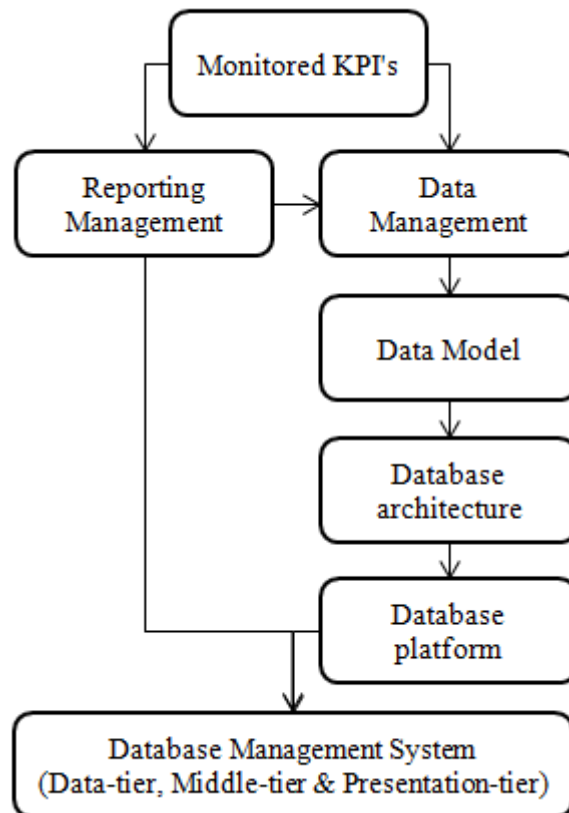 Monitored KPI's
Reporting
Management
Data
Management
Data Model
Database
architecture
Database
platform
Database Management System
(Data-tier, Middle-tier & Presentation-tier)